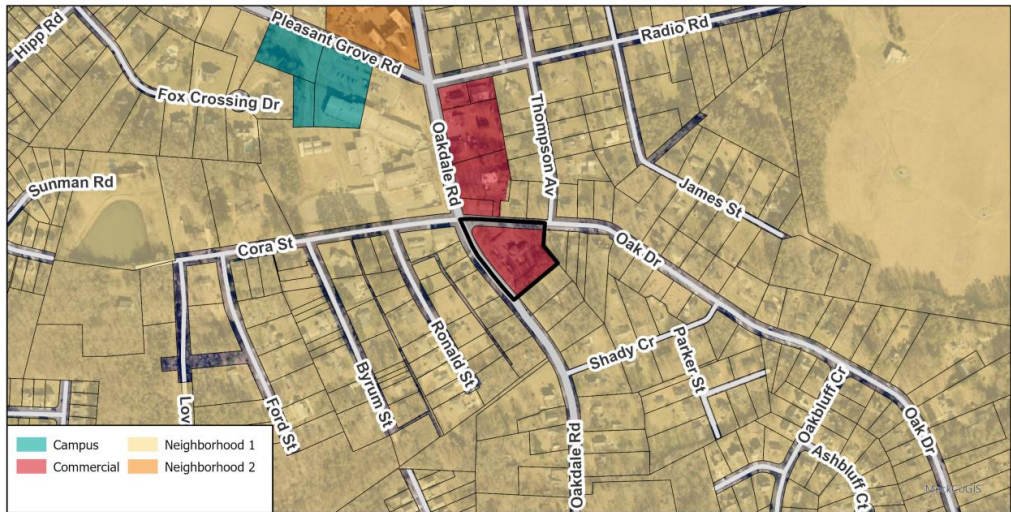 Hipp Rd
Pleasant Grove Rd
Radio Rd
Fox Crossing Dr
Oakdale Rd
Thompson Av
Sunman Rd
James St
Cora St
Oak Dr
Ronald St
Shady Cr
Parker St
Byrum St
Lov
Ford St
Oakbluff Cr
Oak Dr
Oakdale Rd
Ashbluff Ct
Campus
Neighborhood 1
Commercial
Neighborhood 2